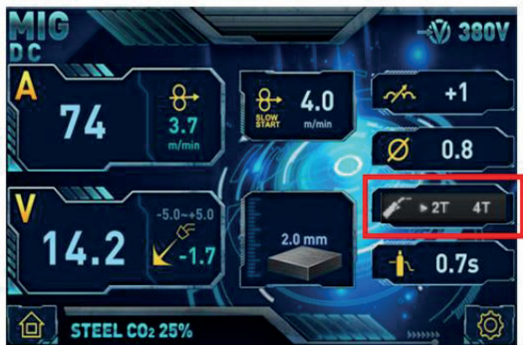 MIG
DC
380V
A
74
3.7
m/min
SLOW
START
4.0
m/min
+1
0.8
2T 4T
V
14.2
-5.0~+5.0
-1.7
2.0 mm
0.7s
STEEL CO₂ 25%